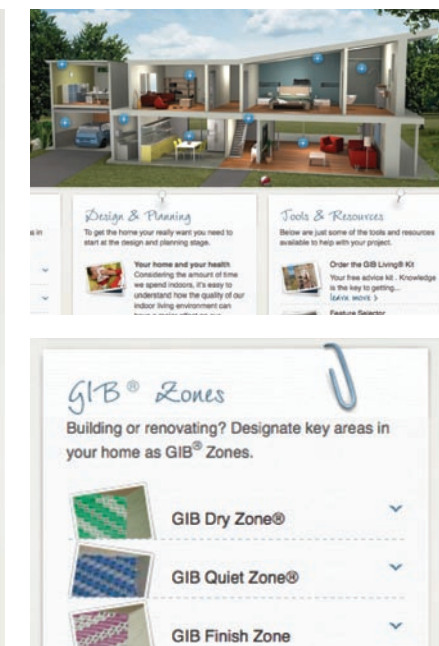 Design & Planning
To get the home your really want you need to
start at the design and planning stage.
Your home and your health
Considering the amount of time
we spend indoors, it's easy to
understand how the quality of our
indoor living environment can
Tools & Resources
Below are just some of the tools and resources
available to help with your project.
Order the GIB Living® Kit
Your free advice kit . Knowledge
is the key to getting...
learn more >
Feature Selector
s in
GIB® Zones
Building or renovating? Designate key areas in
your home as GIB® Zones.
GIB Dry Zone®
GIB Quiet Zone®
GIB Finish Zone